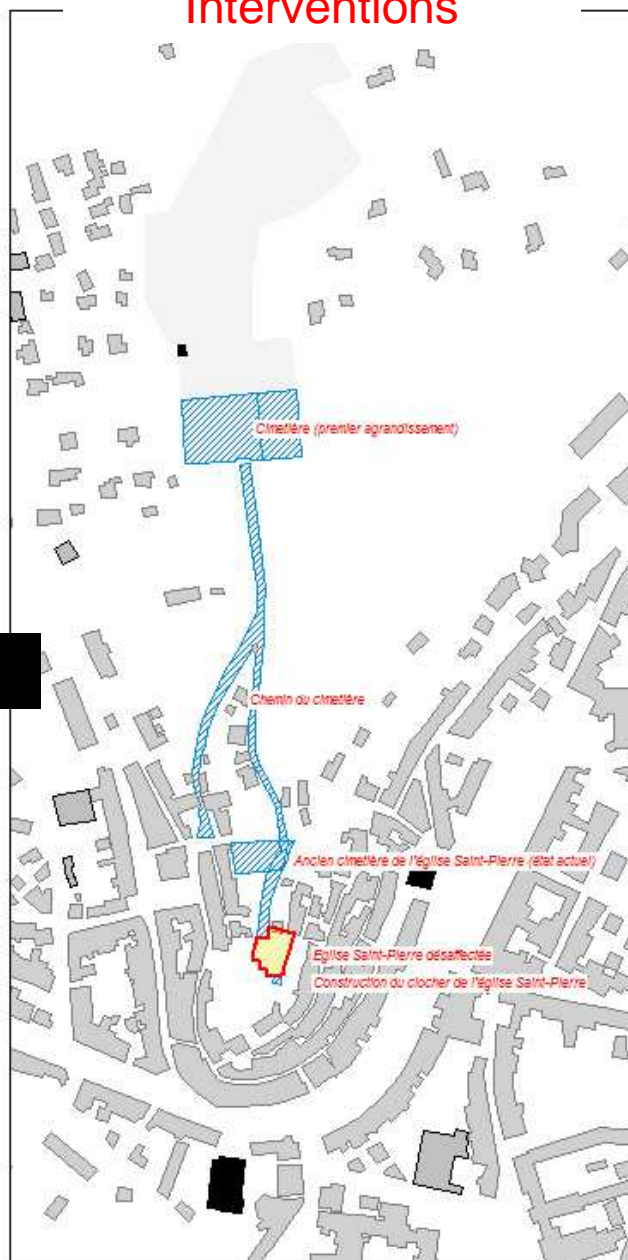 Interventions
Cimetière (premier agrandissement)
Chemin du cimetière
Ancien cimetière de l'église Saint-Pierre (état actuel)
Eglise Saint-Pierre désaffectée
Construction du clocher de l'église Saint-Pierre